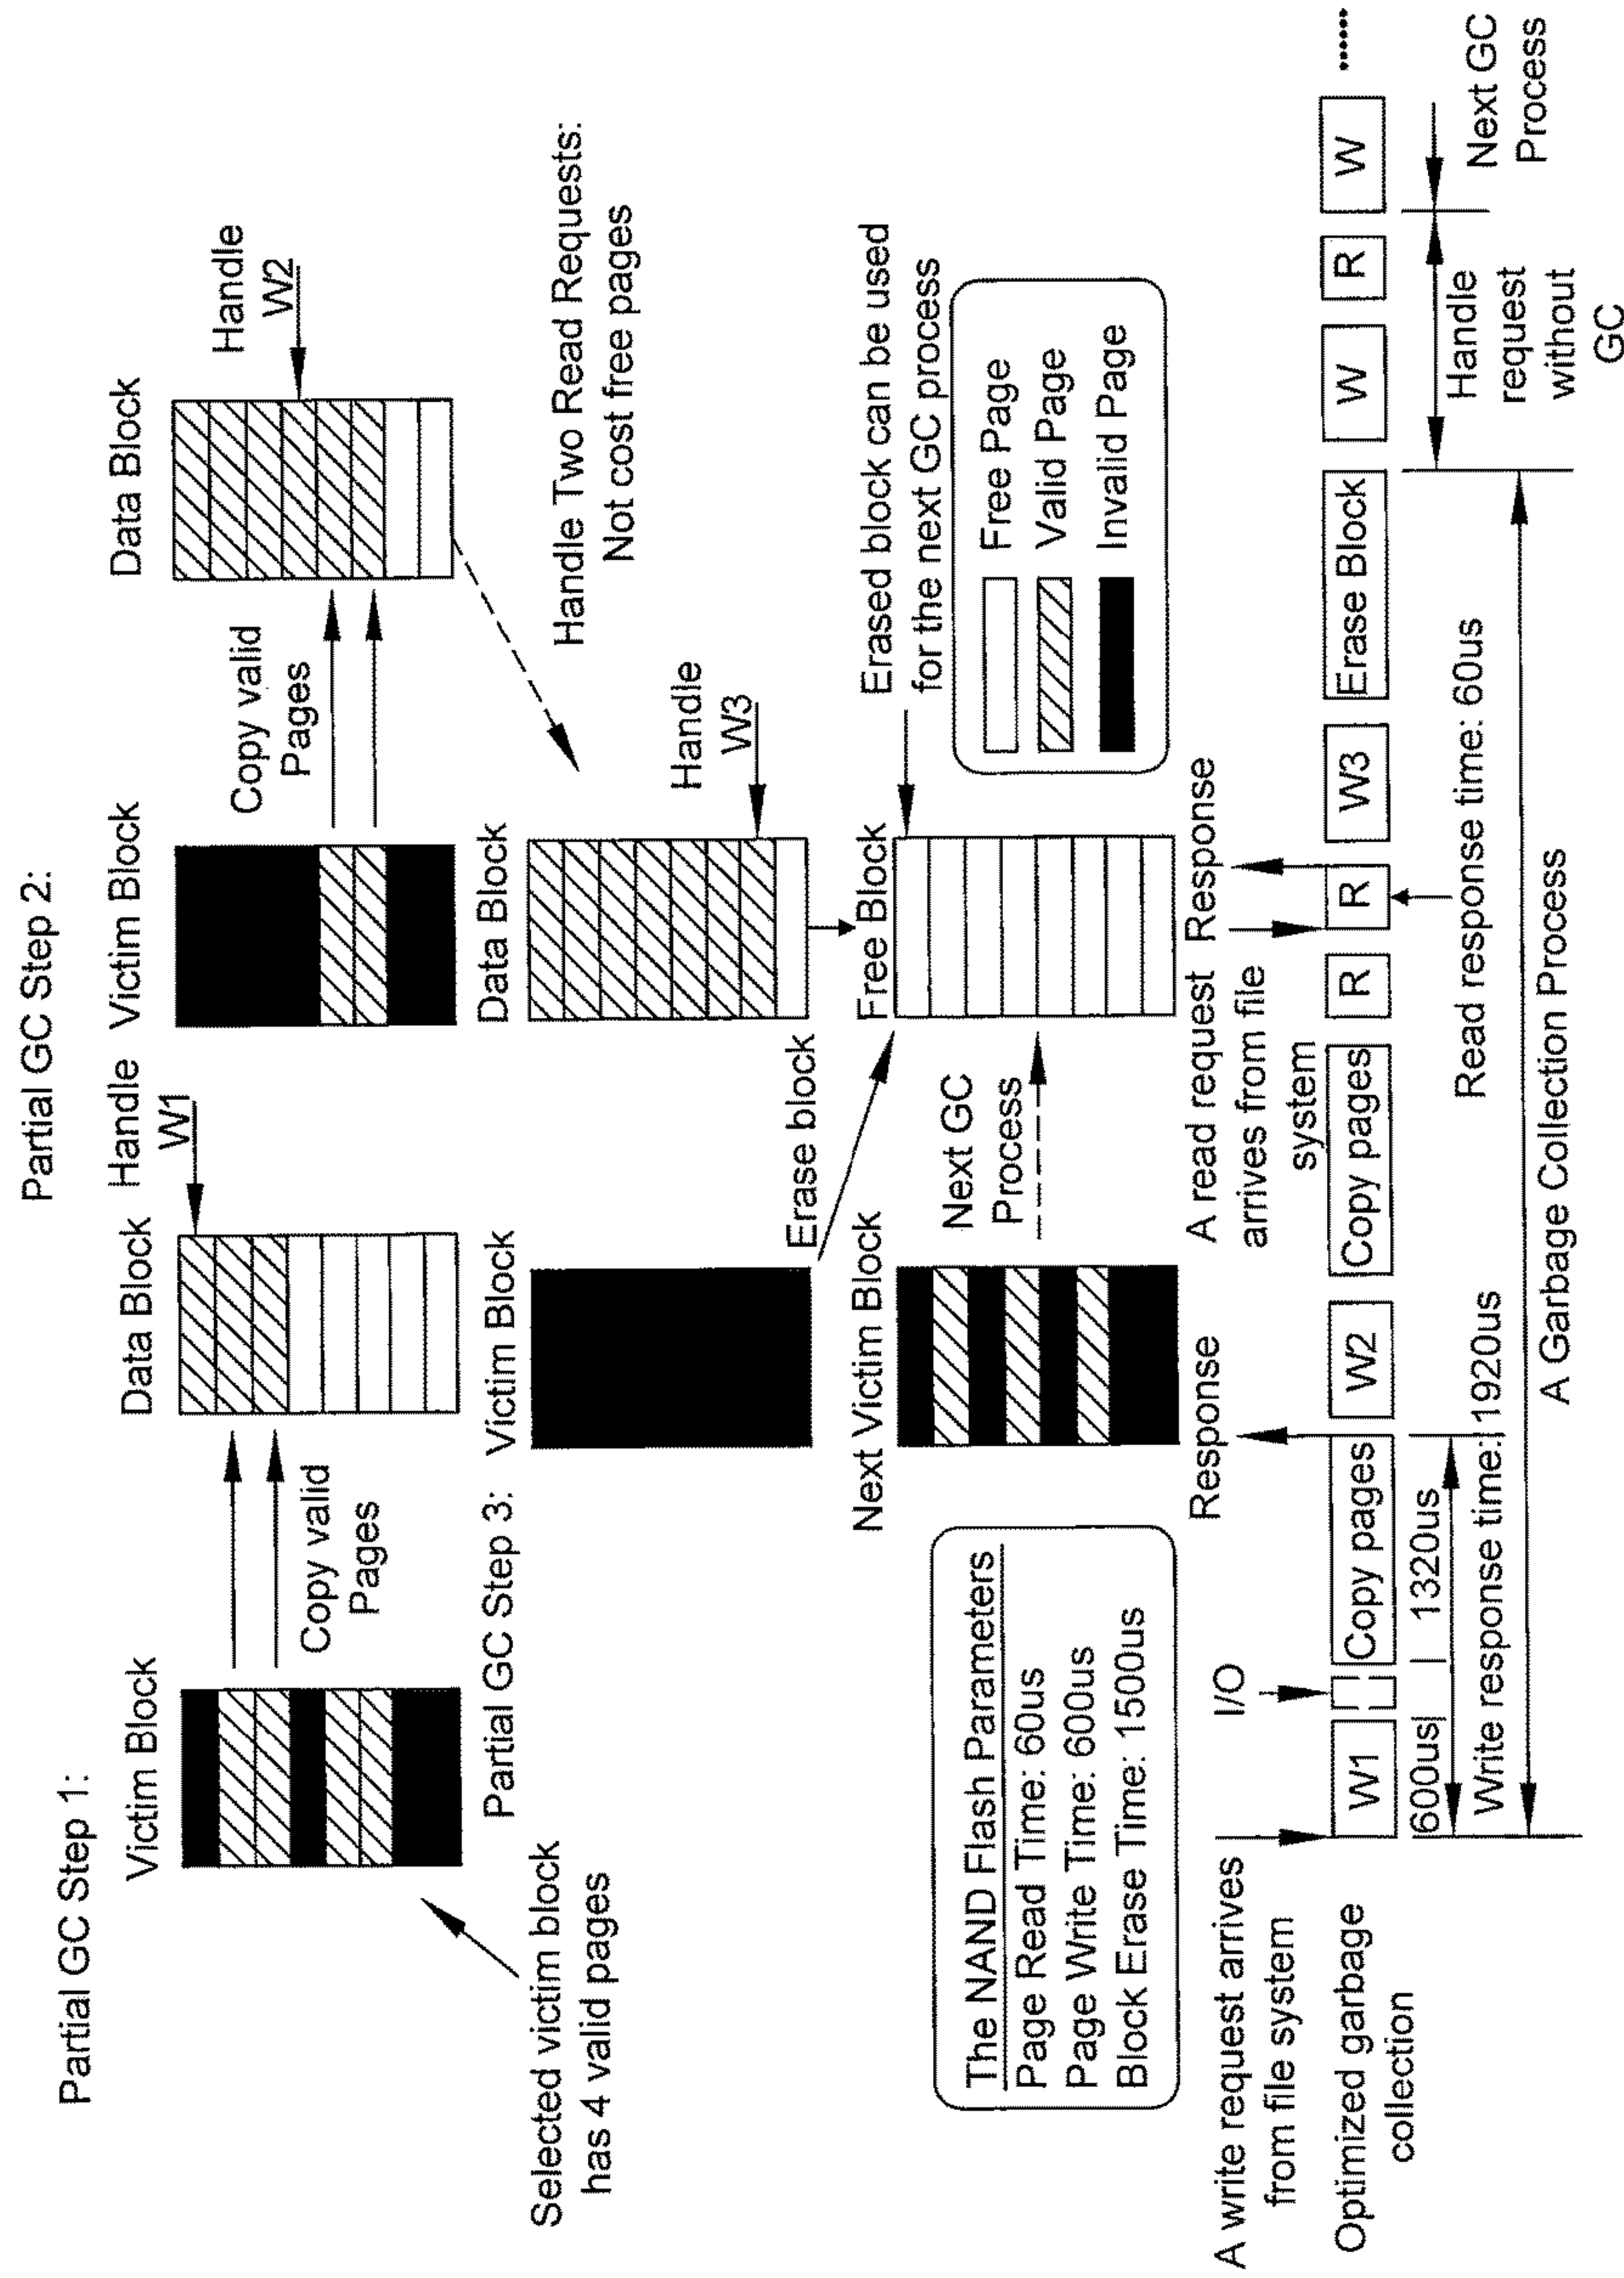 Partial GC Step 1:
Victim Block
Copy valid
Pages
Data Block
Handle
W1
Selected victim block
has 4 valid pages
Partial GC Step 2:
Victim Block
Copy valid
Pages
Data Block
Handle
W2
Handle Two Read Requests:
Not cost free pages
Partial GC Step 3:
Victim Block
Data Block
Handle
W3
Erase block
Next Victim Block
Next GC
Process
Free Block
Erased block can be used
for the next GC process
The NAND Flash Parameters
Page Read Time: 60us
Page Write Time: 600us
Block Erase Time: 1500us
Free Page
Valid Page
Invalid Page
A write request arrives
from file system
I/O
Response
A read request
arrives from file
system
Response
Optimized garbage
collection
W1
Copy pages
W2
Copy pages
R
R
W3
Erase Block
W
R
W
......
600us
1320us
Write response time: 1920us
Read response time: 60us
Handle
request
without
GC
Next GC
Process
A Garbage Collection Process